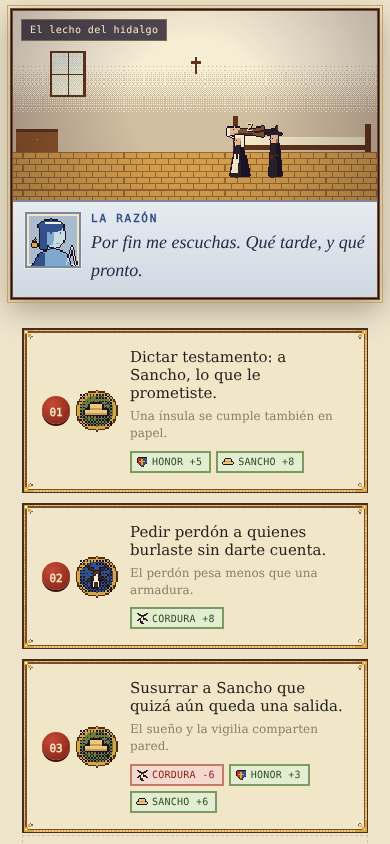 El lecho del hidalgo
LA RAZÓN
Por fin me escuchas. Qué tarde, y qué
pronto.
01
Dictar testamento: a
Sancho, lo que le
prometiste.
Una ínsula se cumple también en
papel.
HONOR +5 SANCHO +8
02
Pedir perdón a quienes
burlaste sin darte cuenta.
El perdón pesa menos que una
armadura.
CORDURA +8
03
Susurrar a Sancho que
quizá aún queda una salida.
El sueño y la vigilia comparten
pared.
CORDURA -6 HONOR +3
SANCHO +6